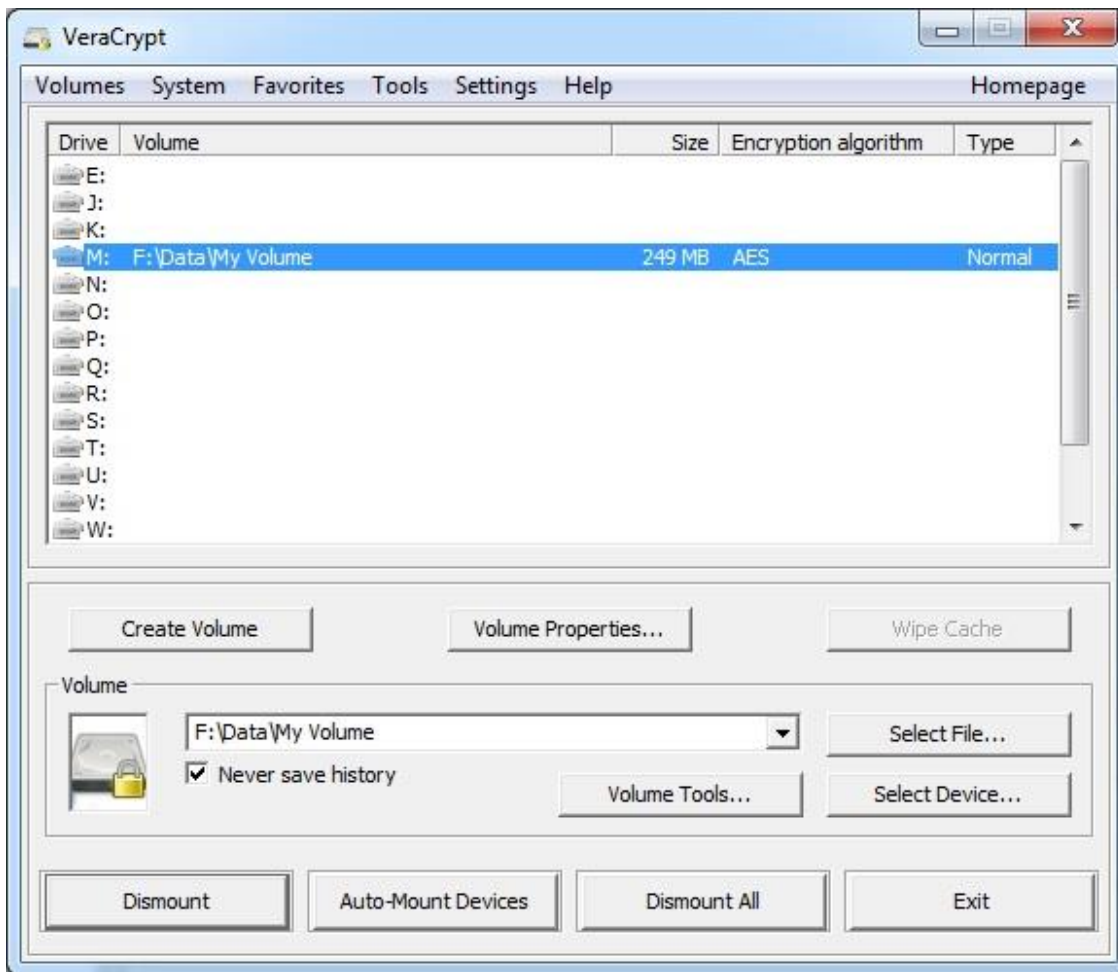 VeraCrypt
Volumes System Favorites Tools Settings Help Homepage
Drive Volume Size Encryption algorithm Type
E:
J:
K:
M: F:\Data\My Volume 249 MB AES Normal
N:
O:
P:
Q:
R:
S:
T:
U:
V:
W:
Create Volume Volume Properties... Wipe Cache
Volume
F:\Data\My Volume Select File...
Never save history
Volume Tools... Select Device...
Dismount Auto-Mount Devices Dismount All Exit